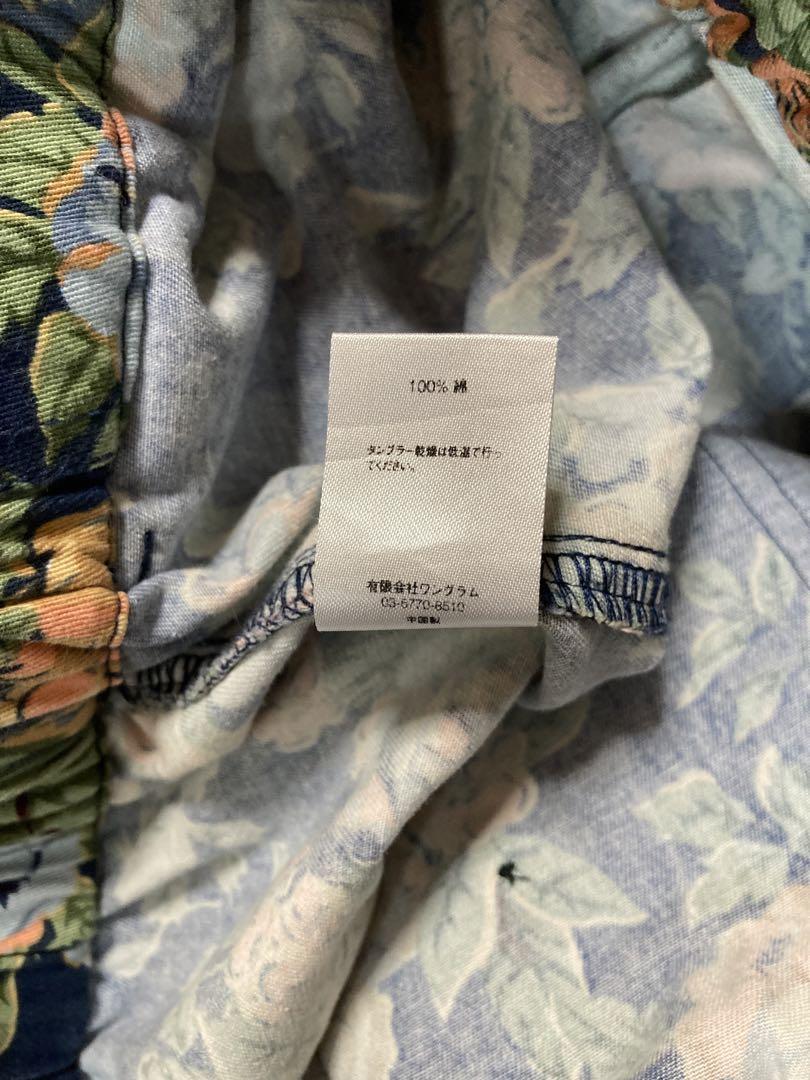 100% 綿
タンブラー乾燥は低温で行っ
てください。
有限会社ワングラム
03-5770-8510
中国製